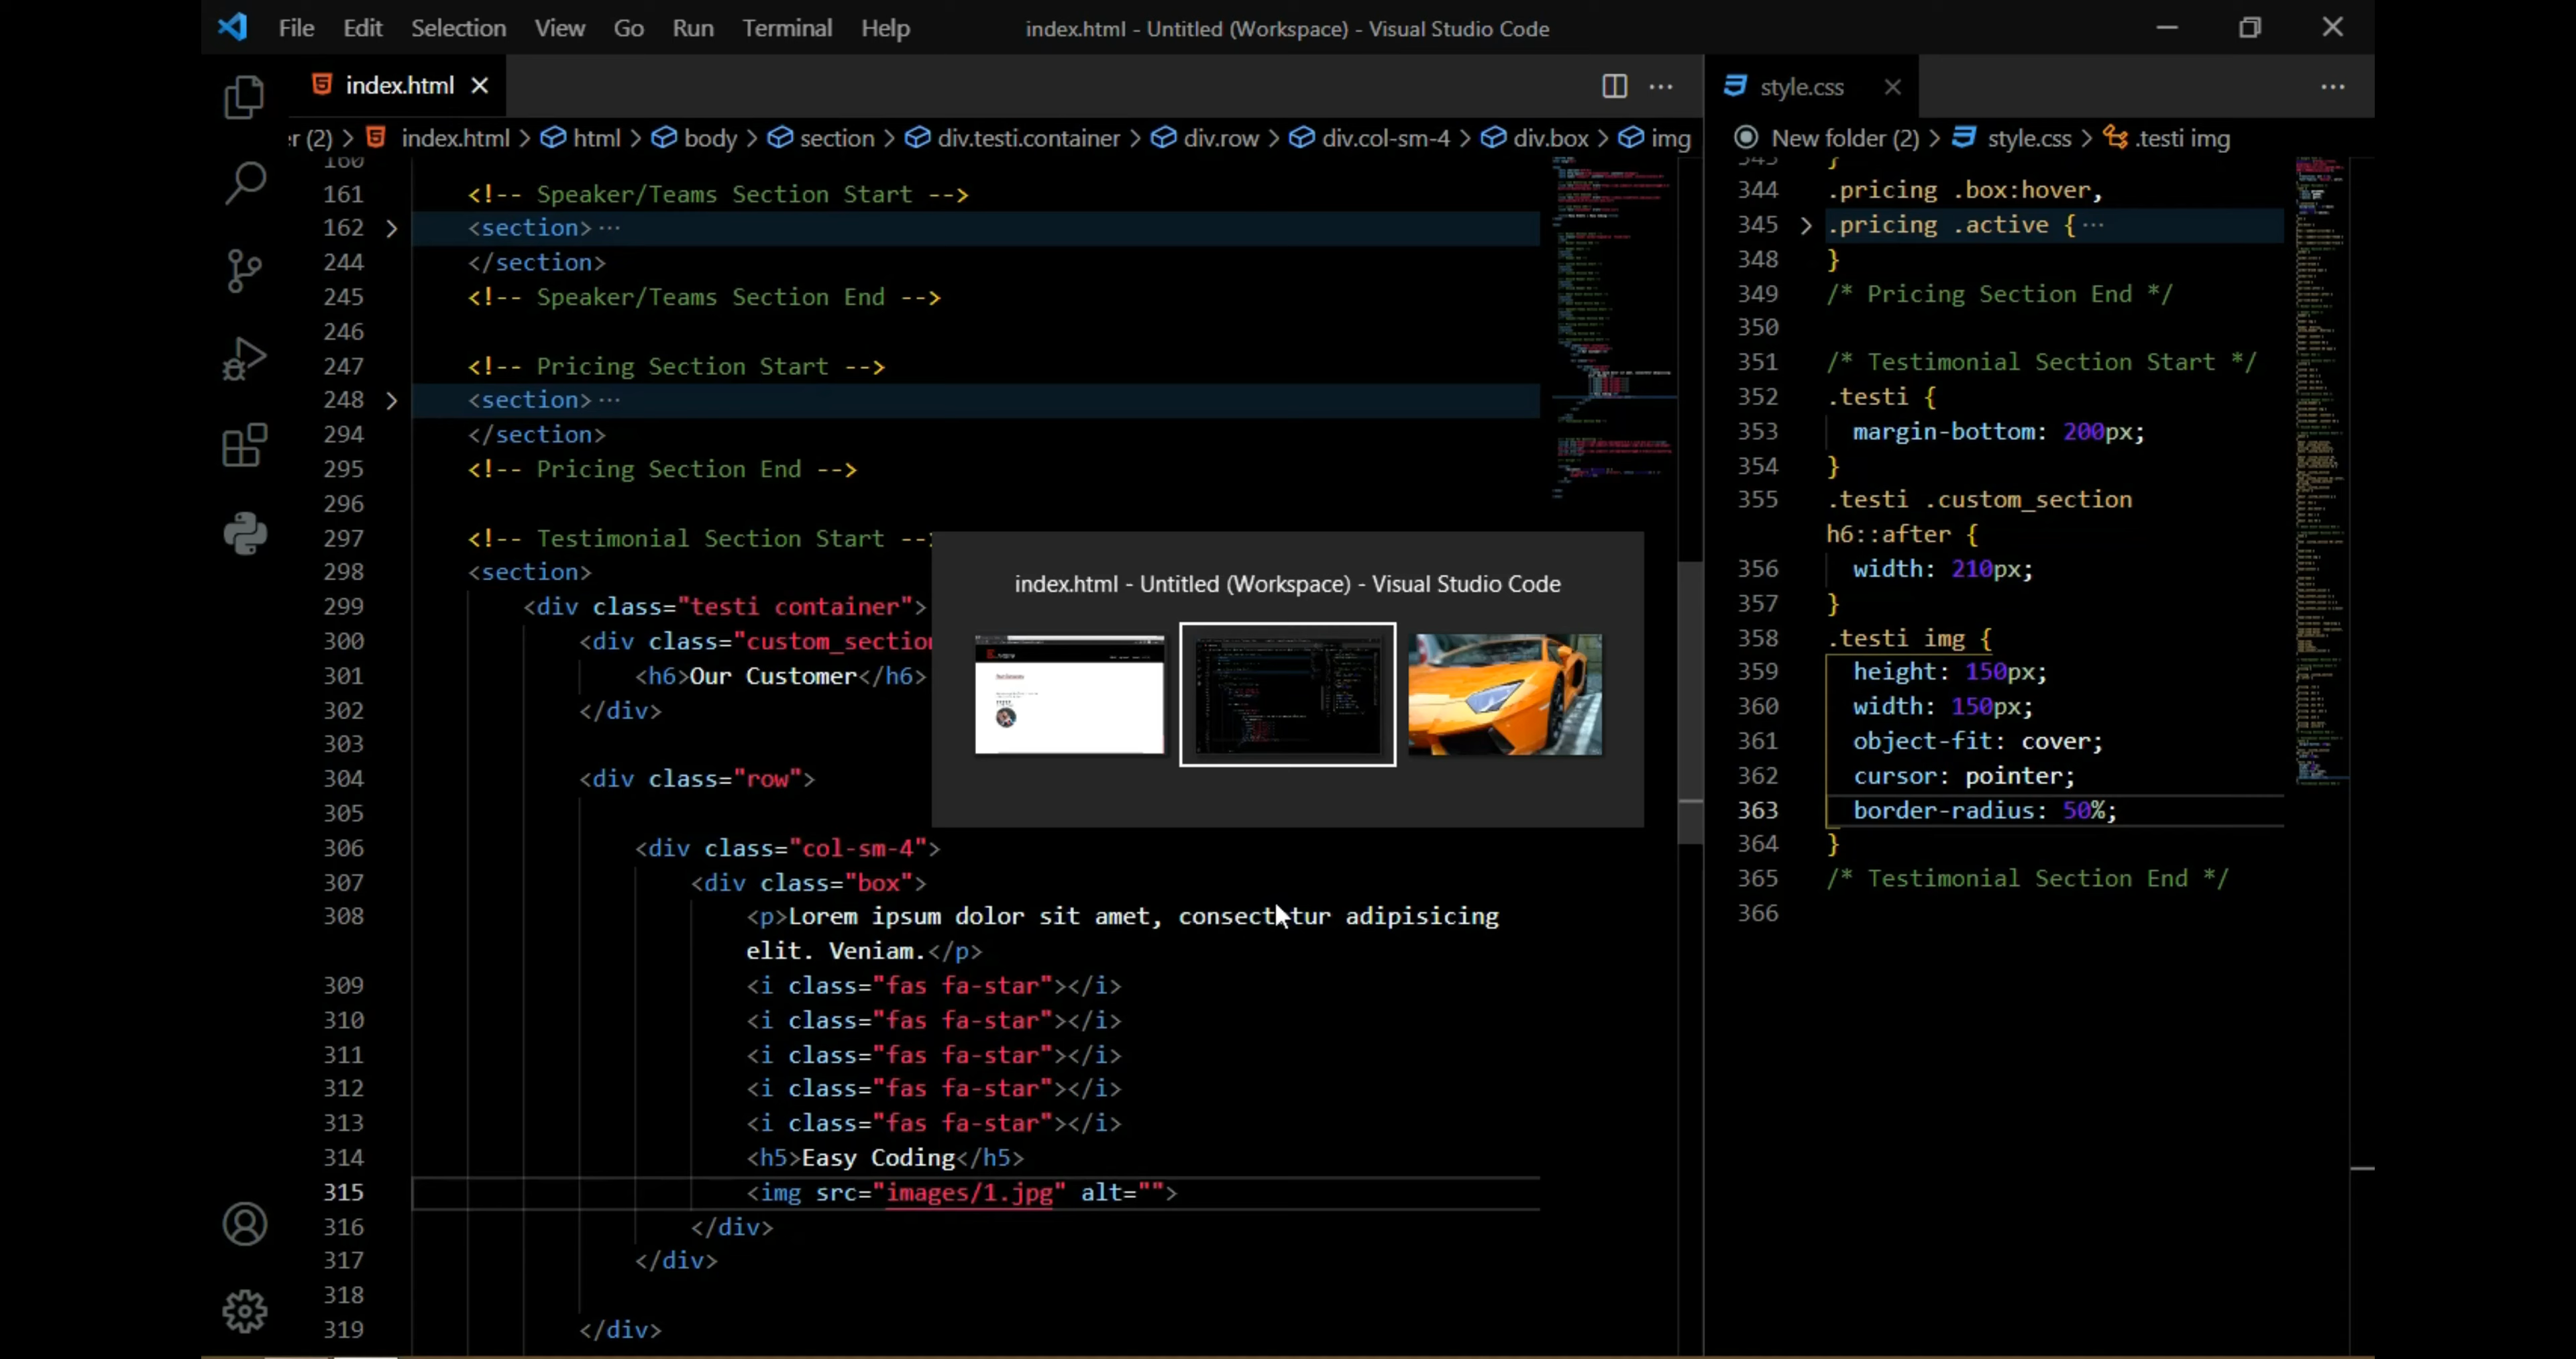 File Edit Selection View Go Run Terminal Help
index.html - Untitled (Workspace) - Visual Studio Code
index.html
er (2) > index.html > html > body > section > div.testi.container > div.row > div.col-sm-4 > div.box > img
160
161 <!-- Speaker/Teams Section Start -->
162 <section>···
244 </section>
245 <!-- Speaker/Teams Section End -->
246
247 <!-- Pricing Section Start -->
248 <section>···
294 </section>
295 <!-- Pricing Section End -->
296
297 <!-- Testimonial Section Start --
298 <section>
299 <div class="testi container">
300 <div class="custom_section
301 <h6>Our Customer</h6>
302 </div>
303
304 <div class="row">
305
306 <div class="col-sm-4">
307 <div class="box">
308 <p>Lorem ipsum dolor sit amet, consectetur adipisicing
elit. Veniam.</p>
309 <i class="fas fa-star"></i>
310 <i class="fas fa-star"></i>
311 <i class="fas fa-star"></i>
312 <i class="fas fa-star"></i>
313 <i class="fas fa-star"></i>
314 <h5>Easy Coding</h5>
315 <img src="images/1.jpg" alt="">
316 </div>
317 </div>
318
319 </div>
index.html - Untitled (Workspace) - Visual Studio Code
style.css
New folder (2) > style.css > .testi img
343 }
344 .pricing .box:hover,
345 .pricing .active {···
348 }
349 /* Pricing Section End */
350
351 /* Testimonial Section Start */
352 .testi {
353 margin-bottom: 200px;
354 }
355 .testi .custom_section
h6::after {
356 width: 210px;
357 }
358 .testi img {
359 height: 150px;
360 width: 150px;
361 object-fit: cover;
362 cursor: pointer;
363 border-radius: 50%;
364 }
365 /* Testimonial Section End */
366